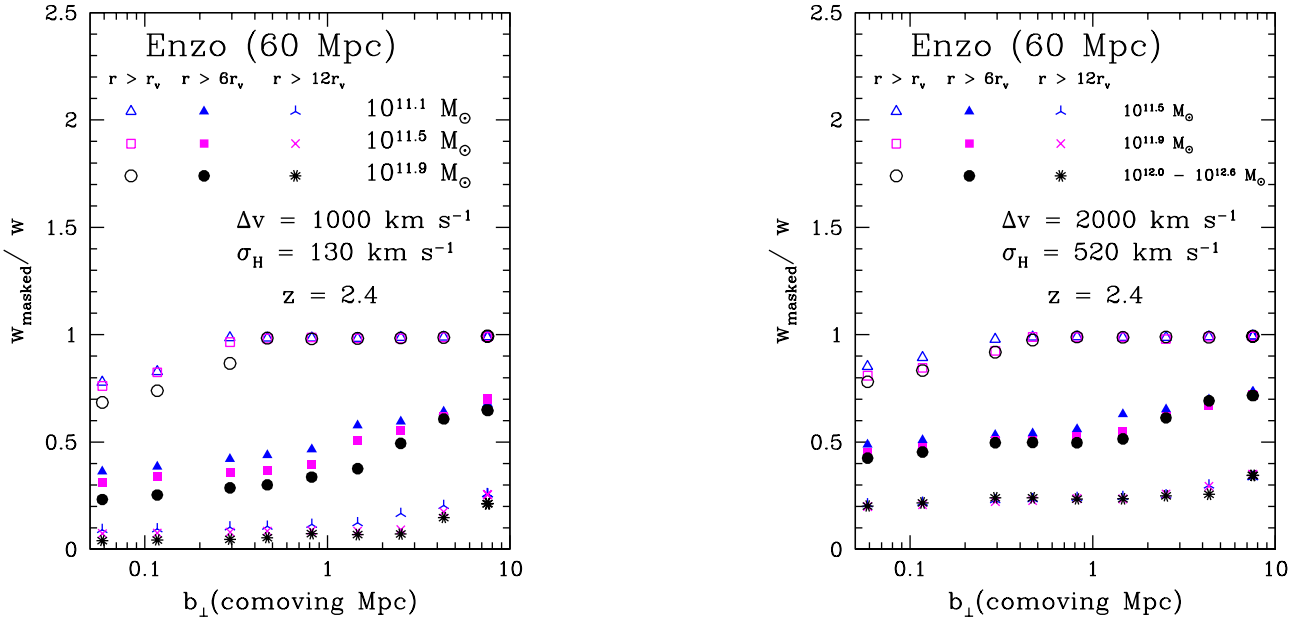 2.5
2
1.5
1
0.5
0
w_masked / w
Enzo (60 Mpc)
r > r_v r > 6r_v r > 12r_v
10^11.1 M_⊙
10^11.5 M_⊙
10^11.9 M_⊙
Δv = 1000 km s^−1
σ_H = 130 km s^−1
z = 2.4
0.1 1 10
b_⊥(comoving Mpc)
2.5
2
1.5
1
0.5
0
w_masked / w
Enzo (60 Mpc)
r > r_v r > 6r_v r > 12r_v
10^11.5 M_⊙
10^11.9 M_⊙
10^12.0 − 10^12.6 M_⊙
Δv = 2000 km s^−1
σ_H = 520 km s^−1
z = 2.4
0.1 1 10
b_⊥(comoving Mpc)